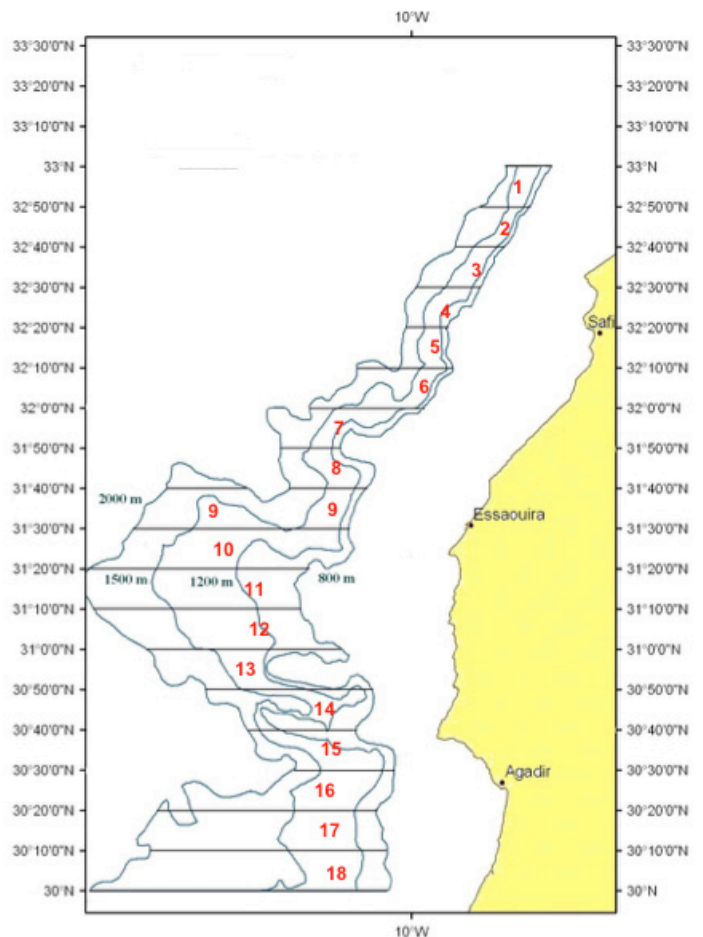 10°W
33°30'0"N 33°30'0"N
33°20'0"N 33°20'0"N
33°10'0"N 33°10'0"N
33°N 33°N
1
32°50'0"N 32°50'0"N
2
32°40'0"N 32°40'0"N
3
32°30'0"N 32°30'0"N
4
32°20'0"N Safi 32°20'0"N
5
32°10'0"N 32°10'0"N
6
32°0'0"N 32°0'0"N
7
31°50'0"N 31°50'0"N
8
31°40'0"N 31°40'0"N
2000 m
9 9
Essaouira
31°30'0"N 31°30'0"N
10
31°20'0"N 31°20'0"N
1500 m 1200 m 800 m
11
31°10'0"N 31°10'0"N
12
31°0'0"N 31°0'0"N
13
30°50'0"N 30°50'0"N
14
30°40'0"N 30°40'0"N
15
30°30'0"N Agadir 30°30'0"N
16
30°20'0"N 30°20'0"N
17
30°10'0"N 30°10'0"N
18
30°N 30°N
10°W